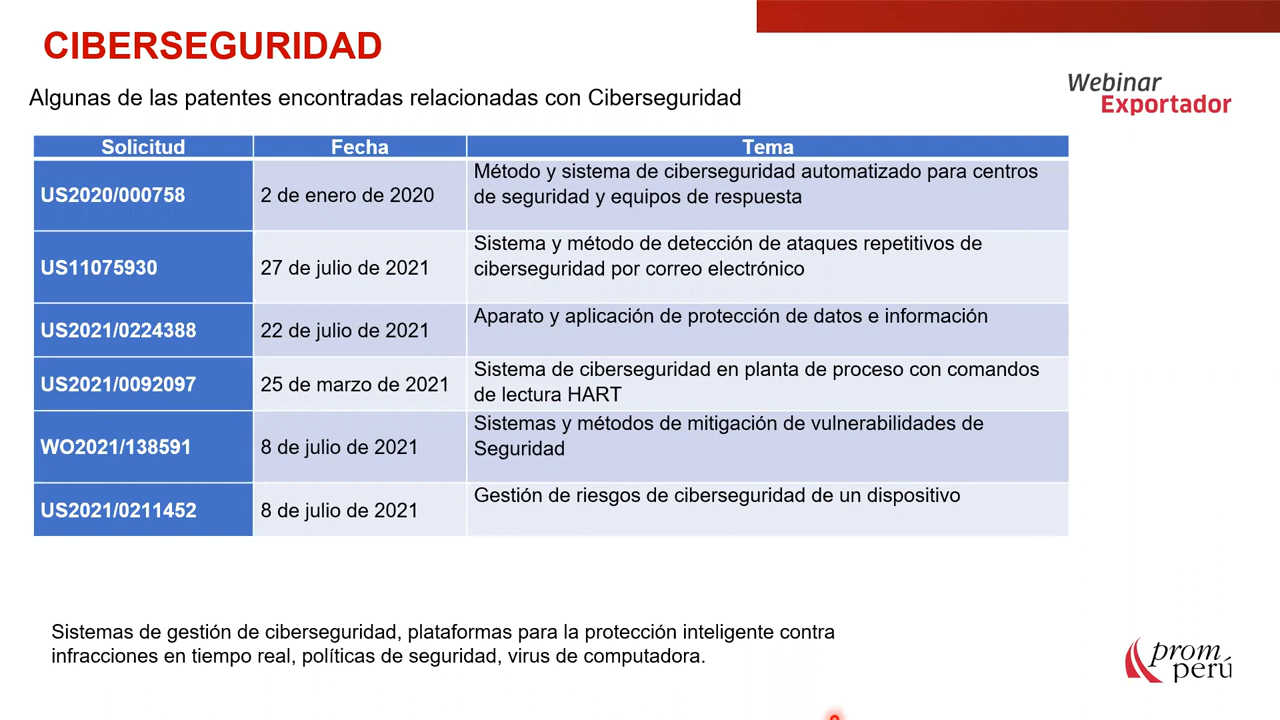 CIBERSEGURIDAD
Webinar
Exportador
Algunas de las patentes encontradas relacionadas con Ciberseguridad
Solicitud Fecha Tema
US2020/000758 2 de enero de 2020 Método y sistema de ciberseguridad automatizado para centros
de seguridad y equipos de respuesta
US11075930 27 de julio de 2021 Sistema y método de detección de ataques repetitivos de
ciberseguridad por correo electrónico
US2021/0224388 22 de julio de 2021 Aparato y aplicación de protección de datos e información
US2021/0092097 25 de marzo de 2021 Sistema de ciberseguridad en planta de proceso con comandos
de lectura HART
WO2021/138591 8 de julio de 2021 Sistemas y métodos de mitigación de vulnerabilidades de
Seguridad
US2021/0211452 8 de julio de 2021 Gestión de riesgos de ciberseguridad de un dispositivo
Sistemas de gestión de ciberseguridad, plataformas para la protección inteligente contra
infracciones en tiempo real, políticas de seguridad, virus de computadora.
prom
perú